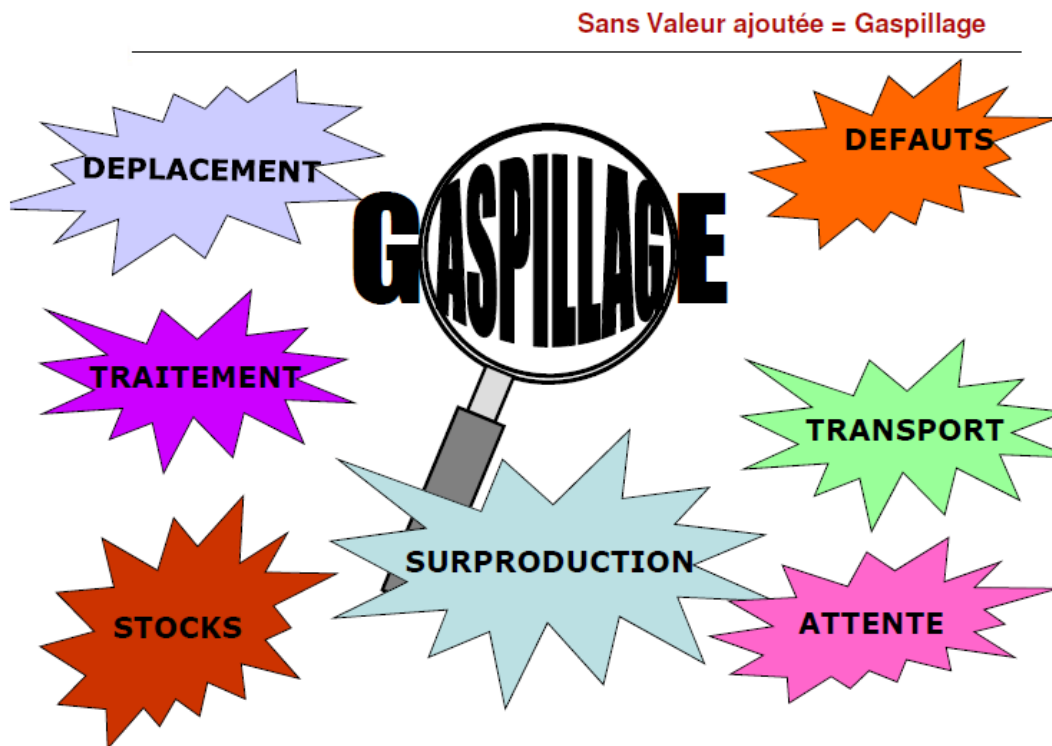 Sans Valeur ajoutée = Gaspillage
DEPLACEMENT
DEFAUTS
GASPILLAGE
TRAITEMENT
TRANSPORT
SURPRODUCTION
STOCKS
ATTENTE